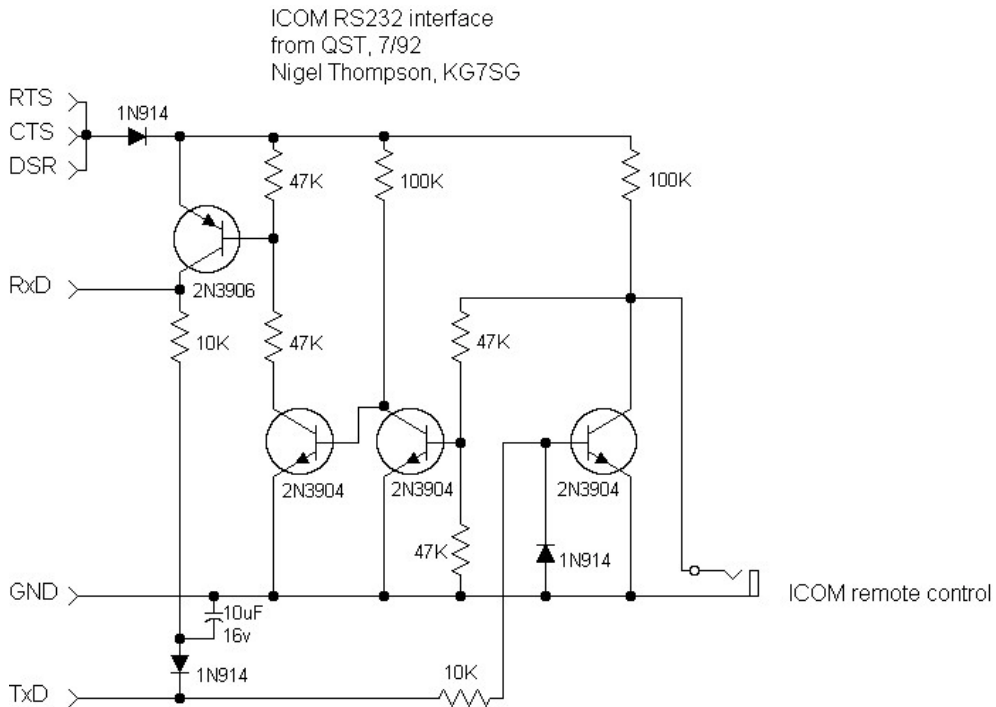 ICOM RS232 interface
from QST, 7/92
Nigel Thompson, KG7SG
RTS
CTS
DSR
1N914
47K
100K
100K
RxD
2N3906
10K
47K
47K
2N3904
2N3904
2N3904
47K
1N914
GND
10uF
16v
ICOM remote control
1N914
10K
TxD